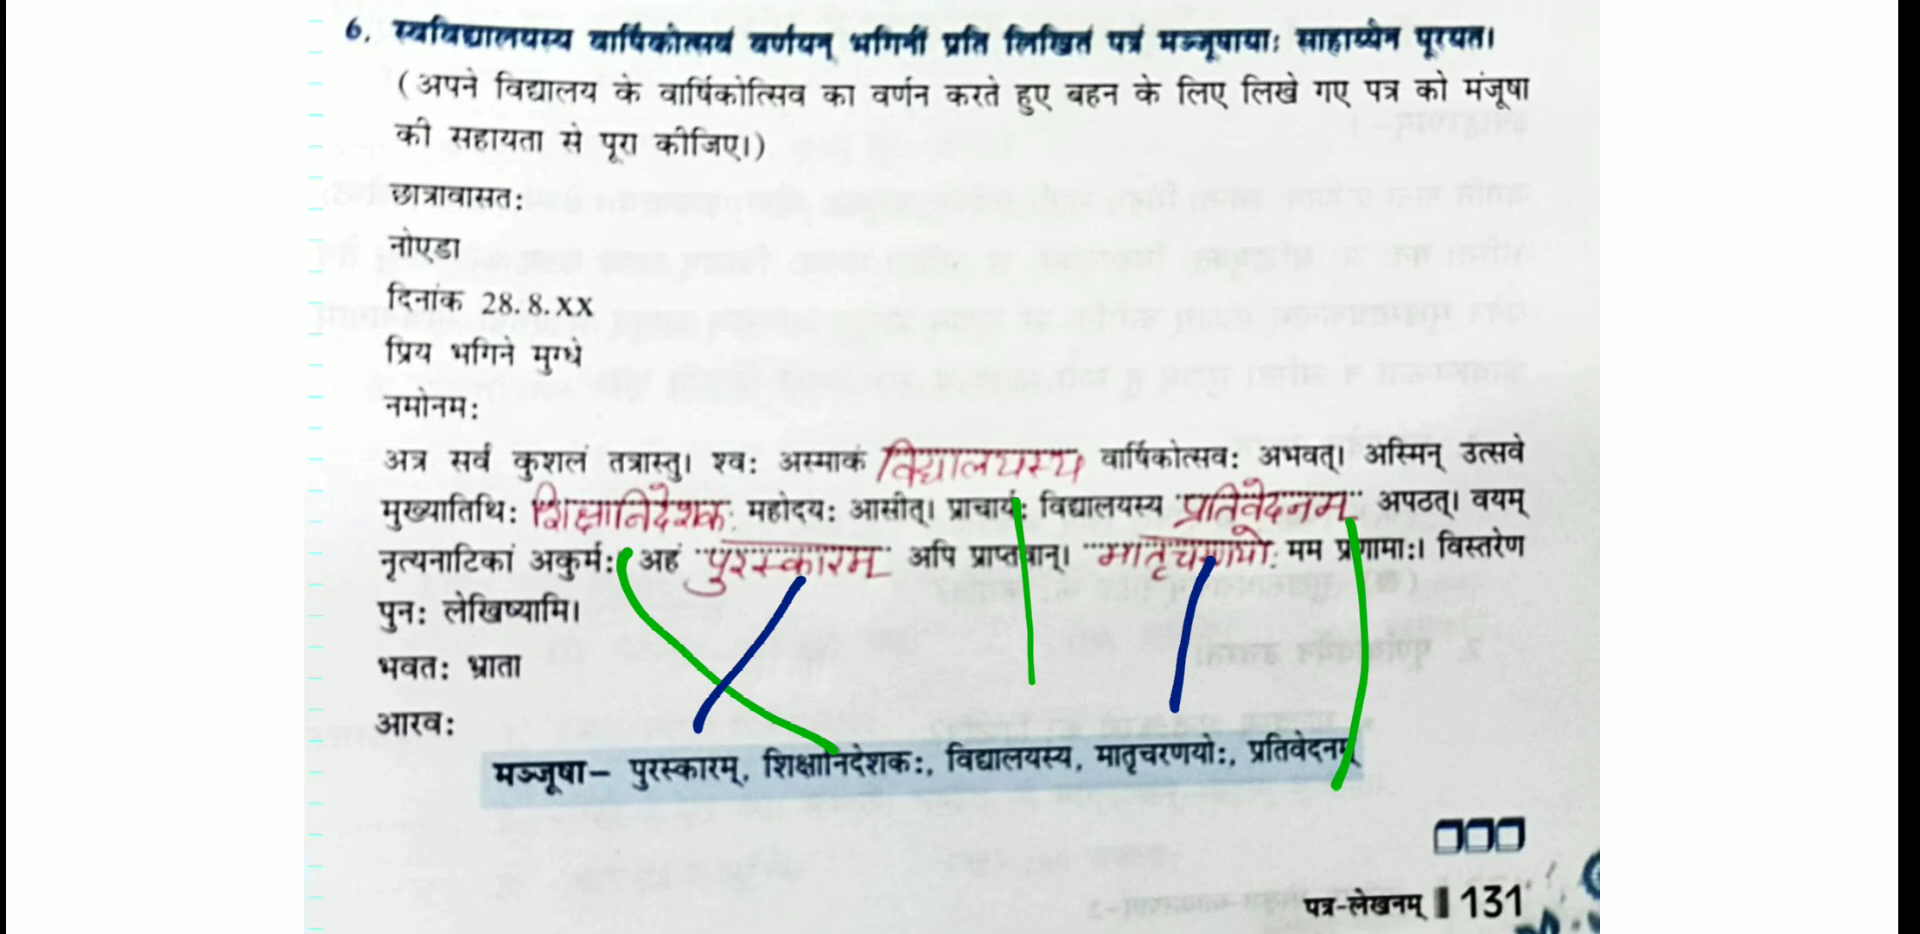 6. स्वविद्यालयस्य वार्षिकोत्सवं वर्णयन् भगिनीं प्रति लिखितं पत्रं मञ्जूषायाः साहाय्येन पूरयत।
(अपने विद्यालय के वार्षिकोत्सिव का वर्णन करते हुए बहन के लिए लिखे गए पत्र को मंजूषा
की सहायता से पूरा कीजिए।)
छात्रावासतः
नोएडा
दिनांक 28.8.xx
प्रिय भगिने मुग्धे
नमोनमः
अत्र सर्वं कुशलं तत्रास्तु। श्वः अस्माकं विद्यालयस्य वार्षिकोत्सवः अभवत्। अस्मिन् उत्सवे
मुख्यातिथिः शिक्षानिदेशकः महोदयः आसीत्। प्राचार्यः विद्यालयस्य प्रतिवेदनम् अपठत्। वयम्
नृत्यनाटिकां अकुर्मः। अहं पुरस्कारम् अपि प्राप्तवान्। मातृचरणयोः मम प्रणामाः। विस्तरेण
पुनः लेखिष्यामि।
भवतः भ्राता
आरवः
मञ्जूषा– पुरस्कारम्, शिक्षानिदेशकः, विद्यालयस्य, मातृचरणयोः, प्रतिवेदनम्
पत्र-लेखनम् 131